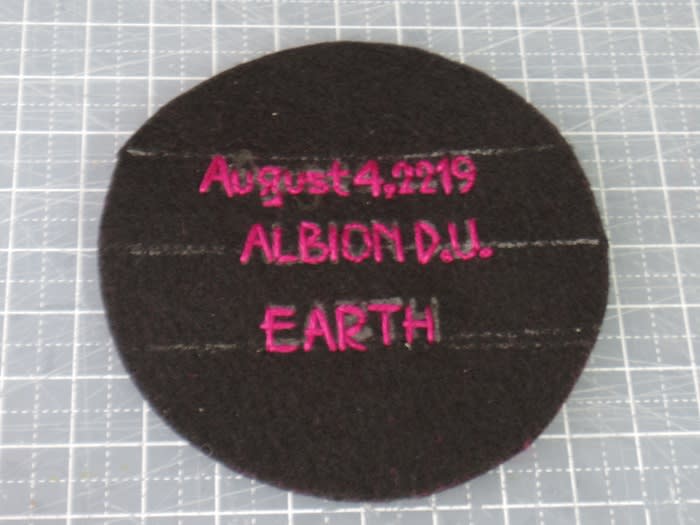 August 4,2219
ALBION D.U.
EARTH